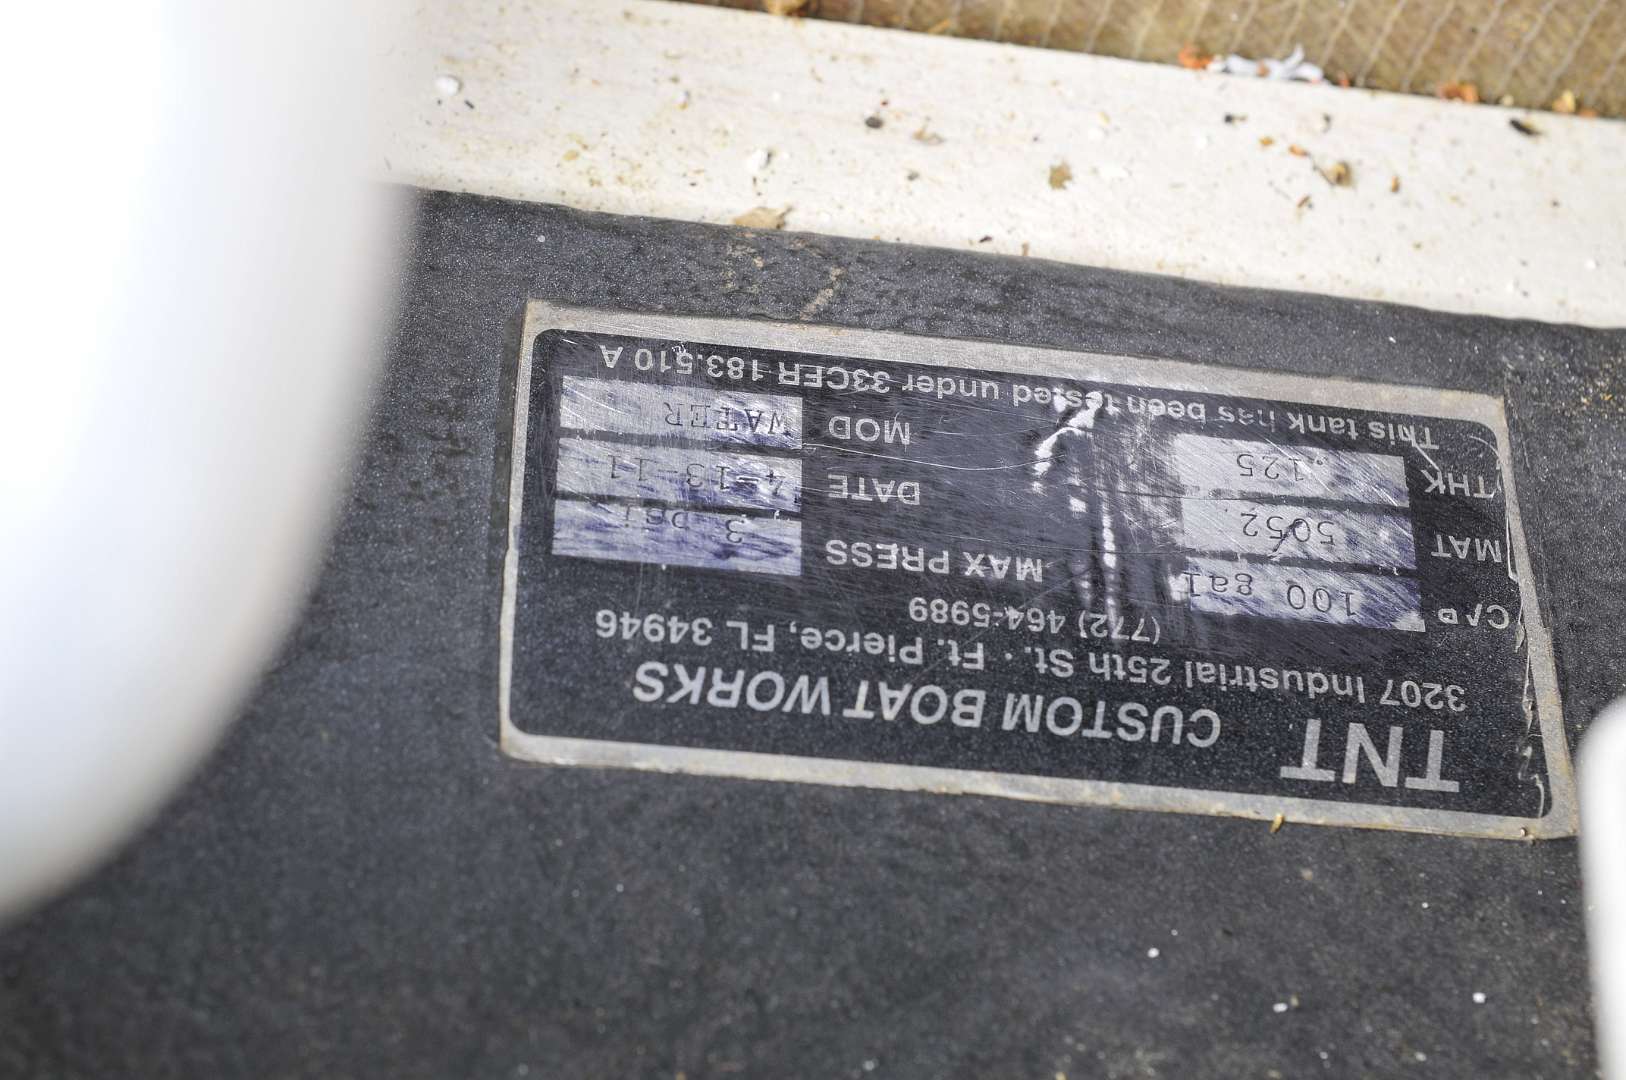 TNT CUSTOM BOAT WORKS
3207 Industrial 25th St. · Ft. Pierce, FL 34946
(772) 464-5989
CAP 100 gal MAX PRESS 3 psi
MAT 5052 DATE 4-13-11
THK .125 MOD WATER
This tank has been tested under 33CER 183.510 A